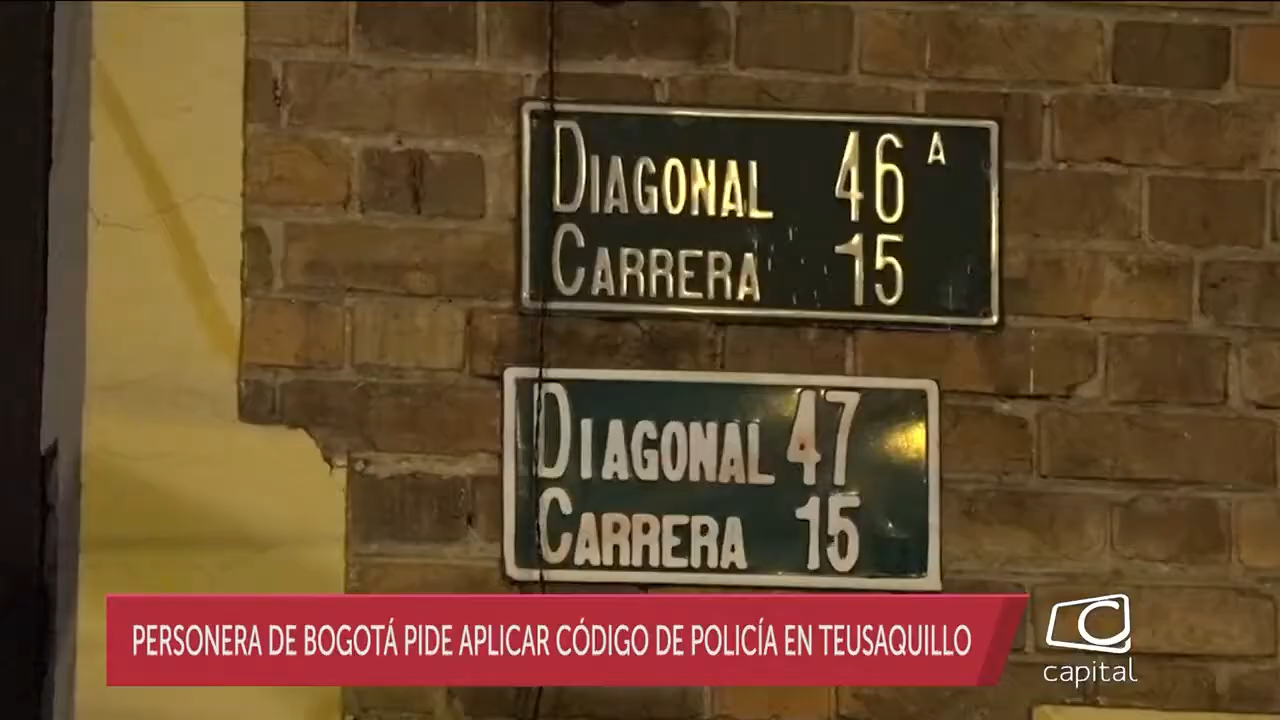 DIAGONAL 46 A
CARRERA 15
DIAGONAL 47
CARRERA 15
PERSONERA DE BOGOTÁ PIDE APLICAR CÓDIGO DE POLICÍA EN TEUSAQUILLO
C
capital